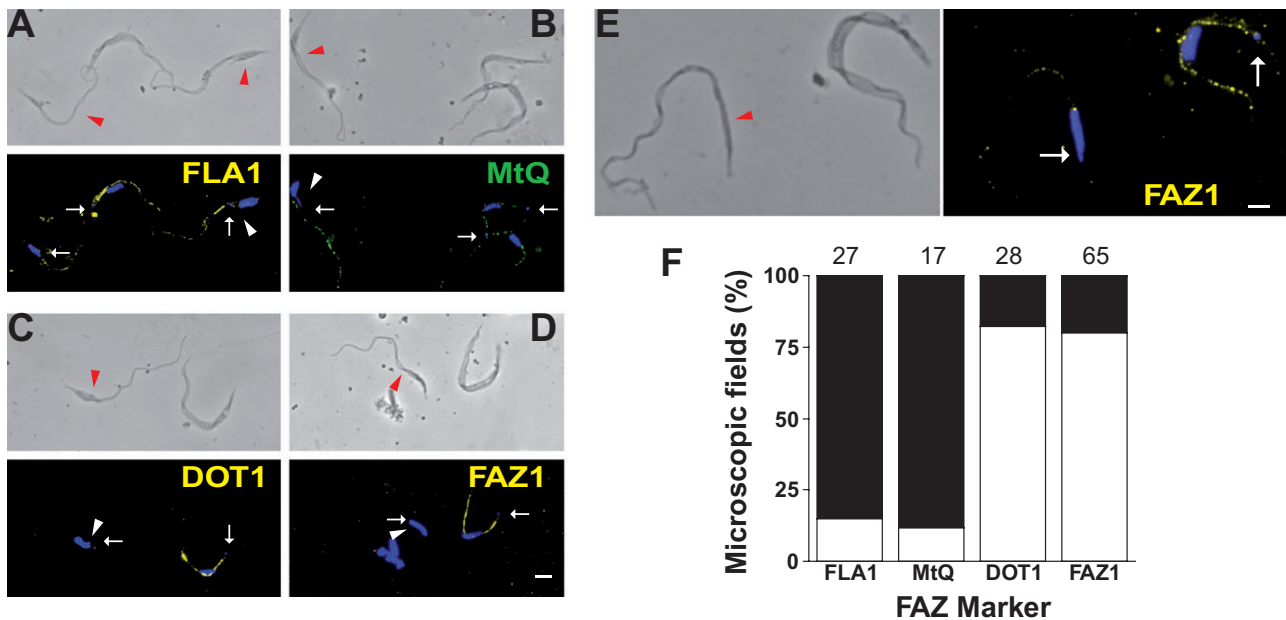 A
B
FLA1
MtQ
C
D
DOT1
FAZ1
E
FAZ1
F
27 17 28 65
Microscopic fields (%)
100
75
50
25
0
FLA1 MtQ DOT1 FAZ1
FAZ Marker